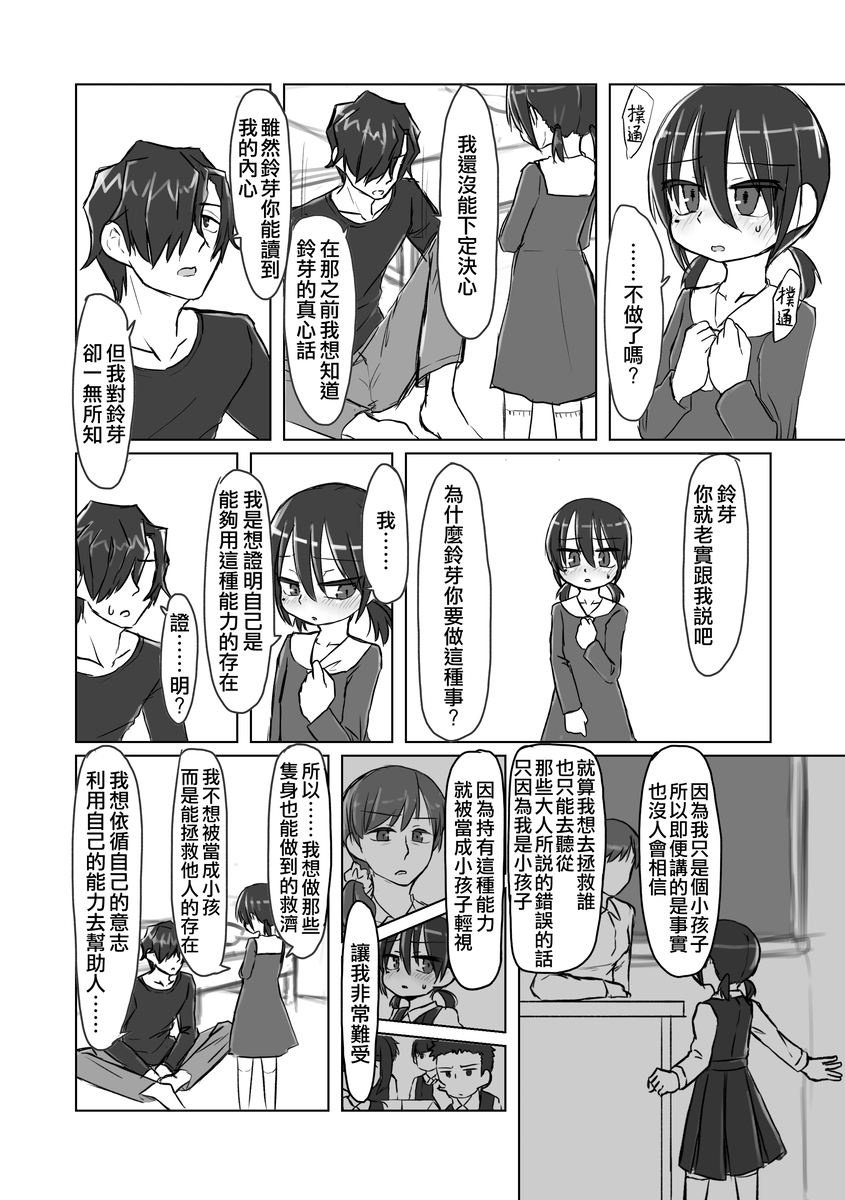 撲通
……不做了嗎？
撲通
我還沒能下定決心
在那之前我想知道
鈴芽的真心話
雖然鈴芽你能讀到
我的內心
但我對鈴芽
卻一無所知
鈴芽
你就老實跟我說吧
為什麼鈴芽你要做這種事？
我……
我是想證明自己是
能夠用這種能力的存在
證……明？
因為我只是個小孩子
所以即便講的是事實
也沒人會相信
就算我想去拯救誰
也只能去聽從
那些大人所說的錯誤的話
只因為我是小孩子
因為持有這種能力
就被當成小孩子輕視
讓我非常難受
所以……我想做那些
隻身也能做到的救濟
我不想被當成小孩
而是能拯救他人的存在
我想依循自己的意志
利用自己的能力去幫助人……